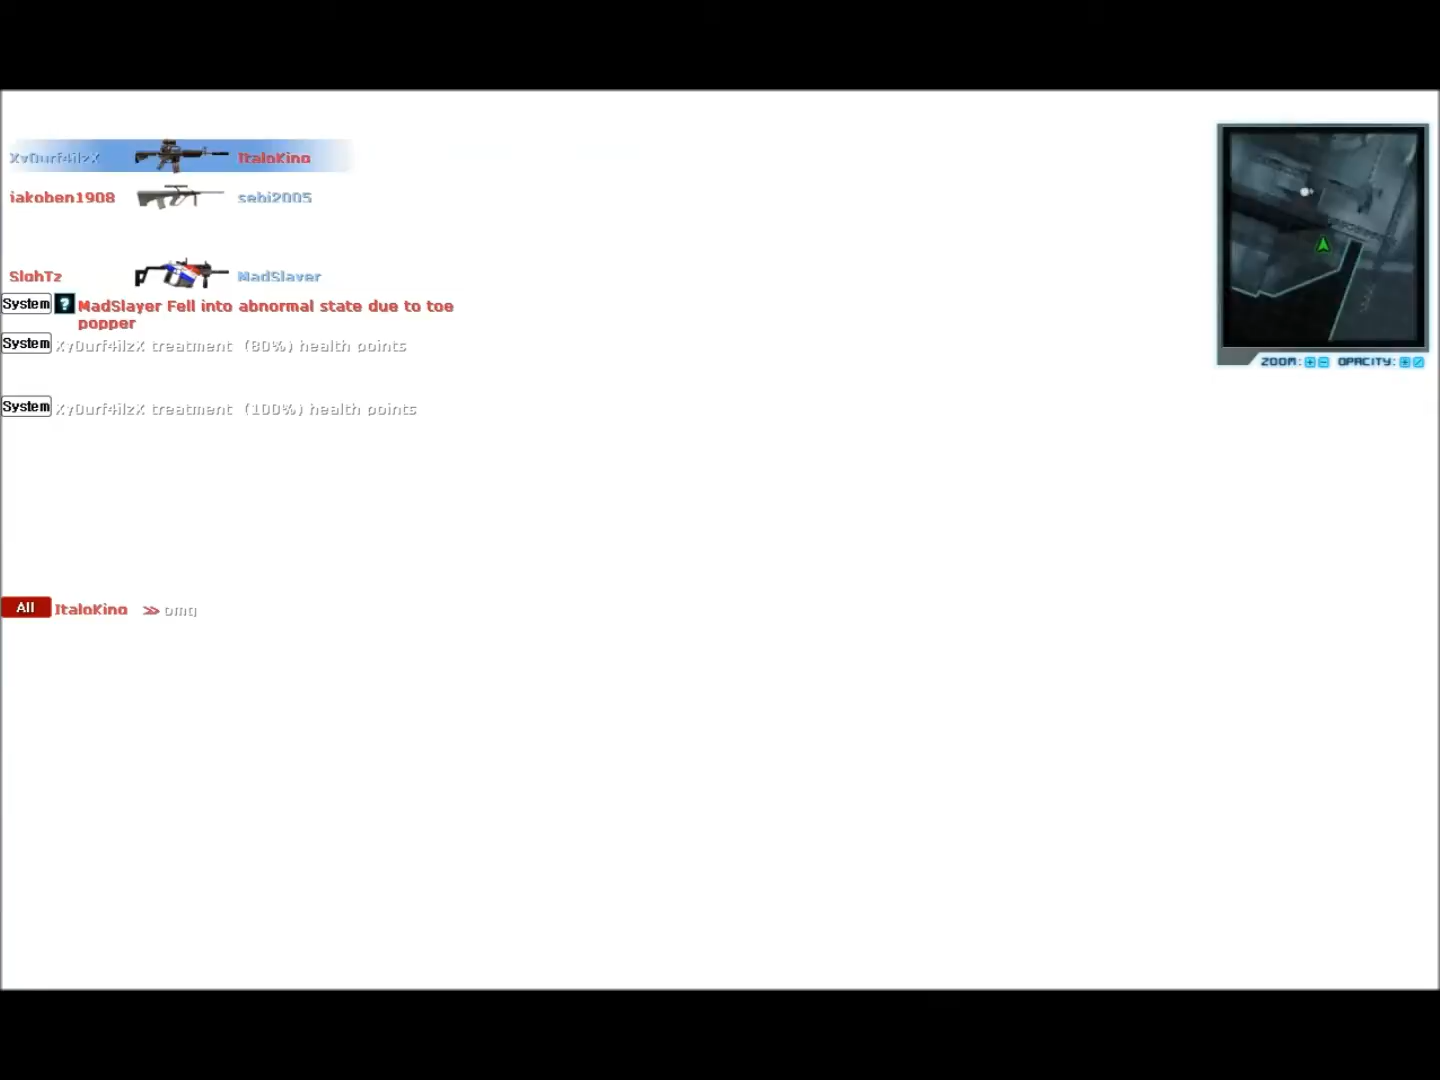 XyOurf4ilzX ItaloKing
iakoben1908 sebi2005
SlghTz MadSlayer
System ? MadSlayer Fell into abnormal state due to toe
popper
System XyOurf4ilzX treatment (80%) health points
System XyOurf4ilzX treatment (100%) health points
All ItaloKing >> omg
ZOOM: + - OPACITY: +